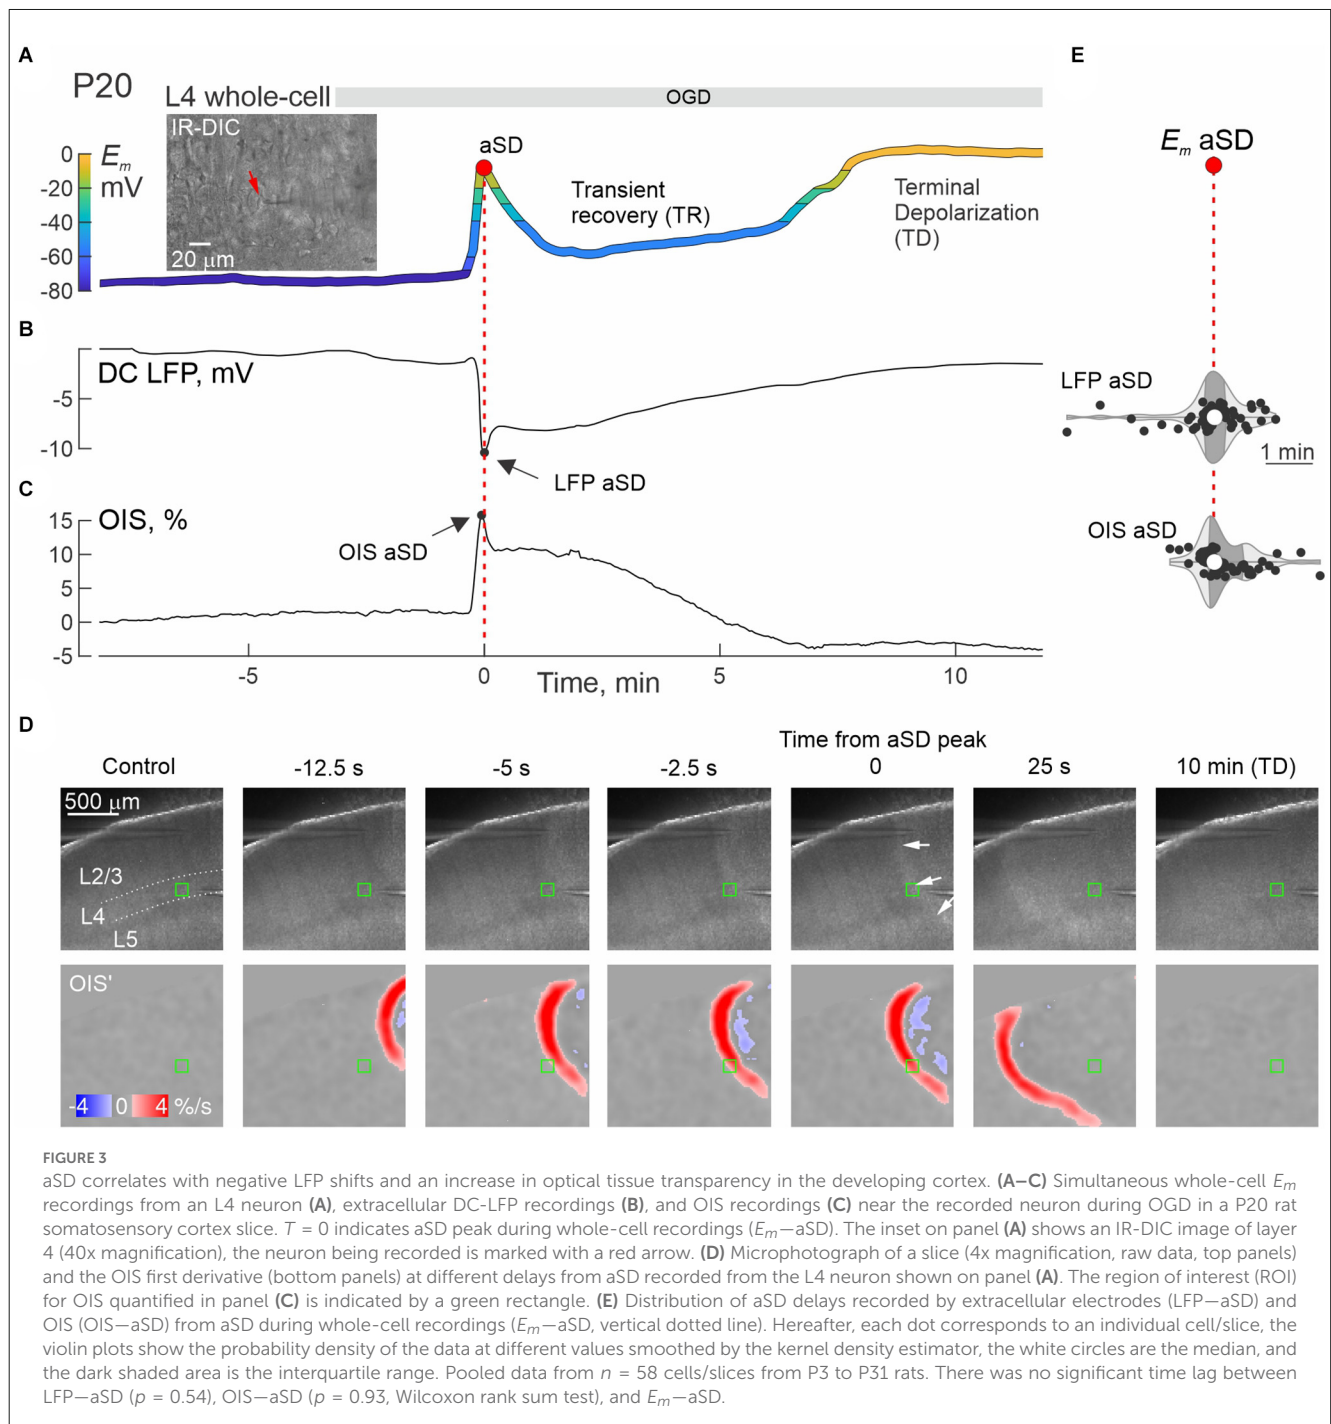 A
E
P20
L4 whole-cell
OGD
IR-DIC
20 μm
0
-20
-40
-60
-80
Em
mV
aSD
Transient
recovery (TR)
Terminal
Depolarization
(TD)
Em aSD
B
DC LFP, mV
-5
-10
LFP aSD
LFP aSD
1 min
C
OIS, %
15
10
5
0
-5
OIS aSD
OIS aSD
-5
0
5
10
Time, min
D
Time from aSD peak
Control
-12.5 s
-5 s
-2.5 s
0
25 s
10 min (TD)
500 μm
L2/3
L4
L5
OIS'
-4 0 4 %/s
FIGURE 3
aSD correlates with negative LFP shifts and an increase in optical tissue transparency in the developing cortex. (A–C) Simultaneous whole-cell Em
recordings from an L4 neuron (A), extracellular DC-LFP recordings (B), and OIS recordings (C) near the recorded neuron during OGD in a P20 rat
somatosensory cortex slice. T = 0 indicates aSD peak during whole-cell recordings (Em—aSD). The inset on panel (A) shows an IR-DIC image of layer
4 (40x magnification), the neuron being recorded is marked with a red arrow. (D) Microphotograph of a slice (4x magnification, raw data, top panels)
and the OIS first derivative (bottom panels) at different delays from aSD recorded from the L4 neuron shown on panel (A). The region of interest (ROI)
for OIS quantified in panel (C) is indicated by a green rectangle. (E) Distribution of aSD delays recorded by extracellular electrodes (LFP—aSD) and
OIS (OIS—aSD) from aSD during whole-cell recordings (Em—aSD, vertical dotted line). Hereafter, each dot corresponds to an individual cell/slice, the
violin plots show the probability density of the data at different values smoothed by the kernel density estimator, the white circles are the median, and
the dark shaded area is the interquartile range. Pooled data from n = 58 cells/slices from P3 to P31 rats. There was no significant time lag between
LFP—aSD (p = 0.54), OIS—aSD (p = 0.93, Wilcoxon rank sum test), and Em—aSD.